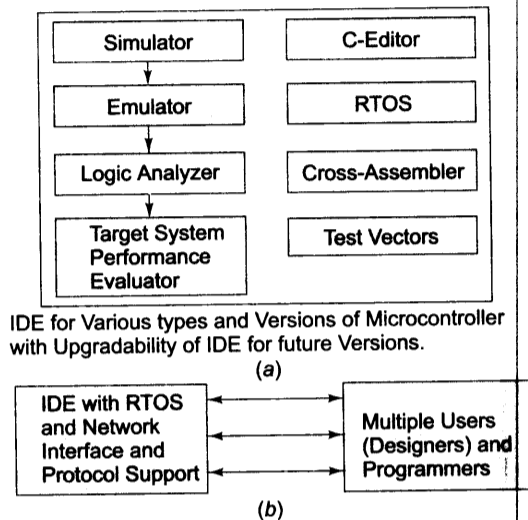 Simulator
C-Editor
Emulator
RTOS
Logic Analyzer
Cross-Assembler
Target System
Performance
Evaluator
Test Vectors
IDE for Various types and Versions of Microcontroller
with Upgradability of IDE for future Versions.
(a)
IDE with RTOS
and Network
Interface and
Protocol Support
Multiple Users
(Designers) and
Programmers
(b)